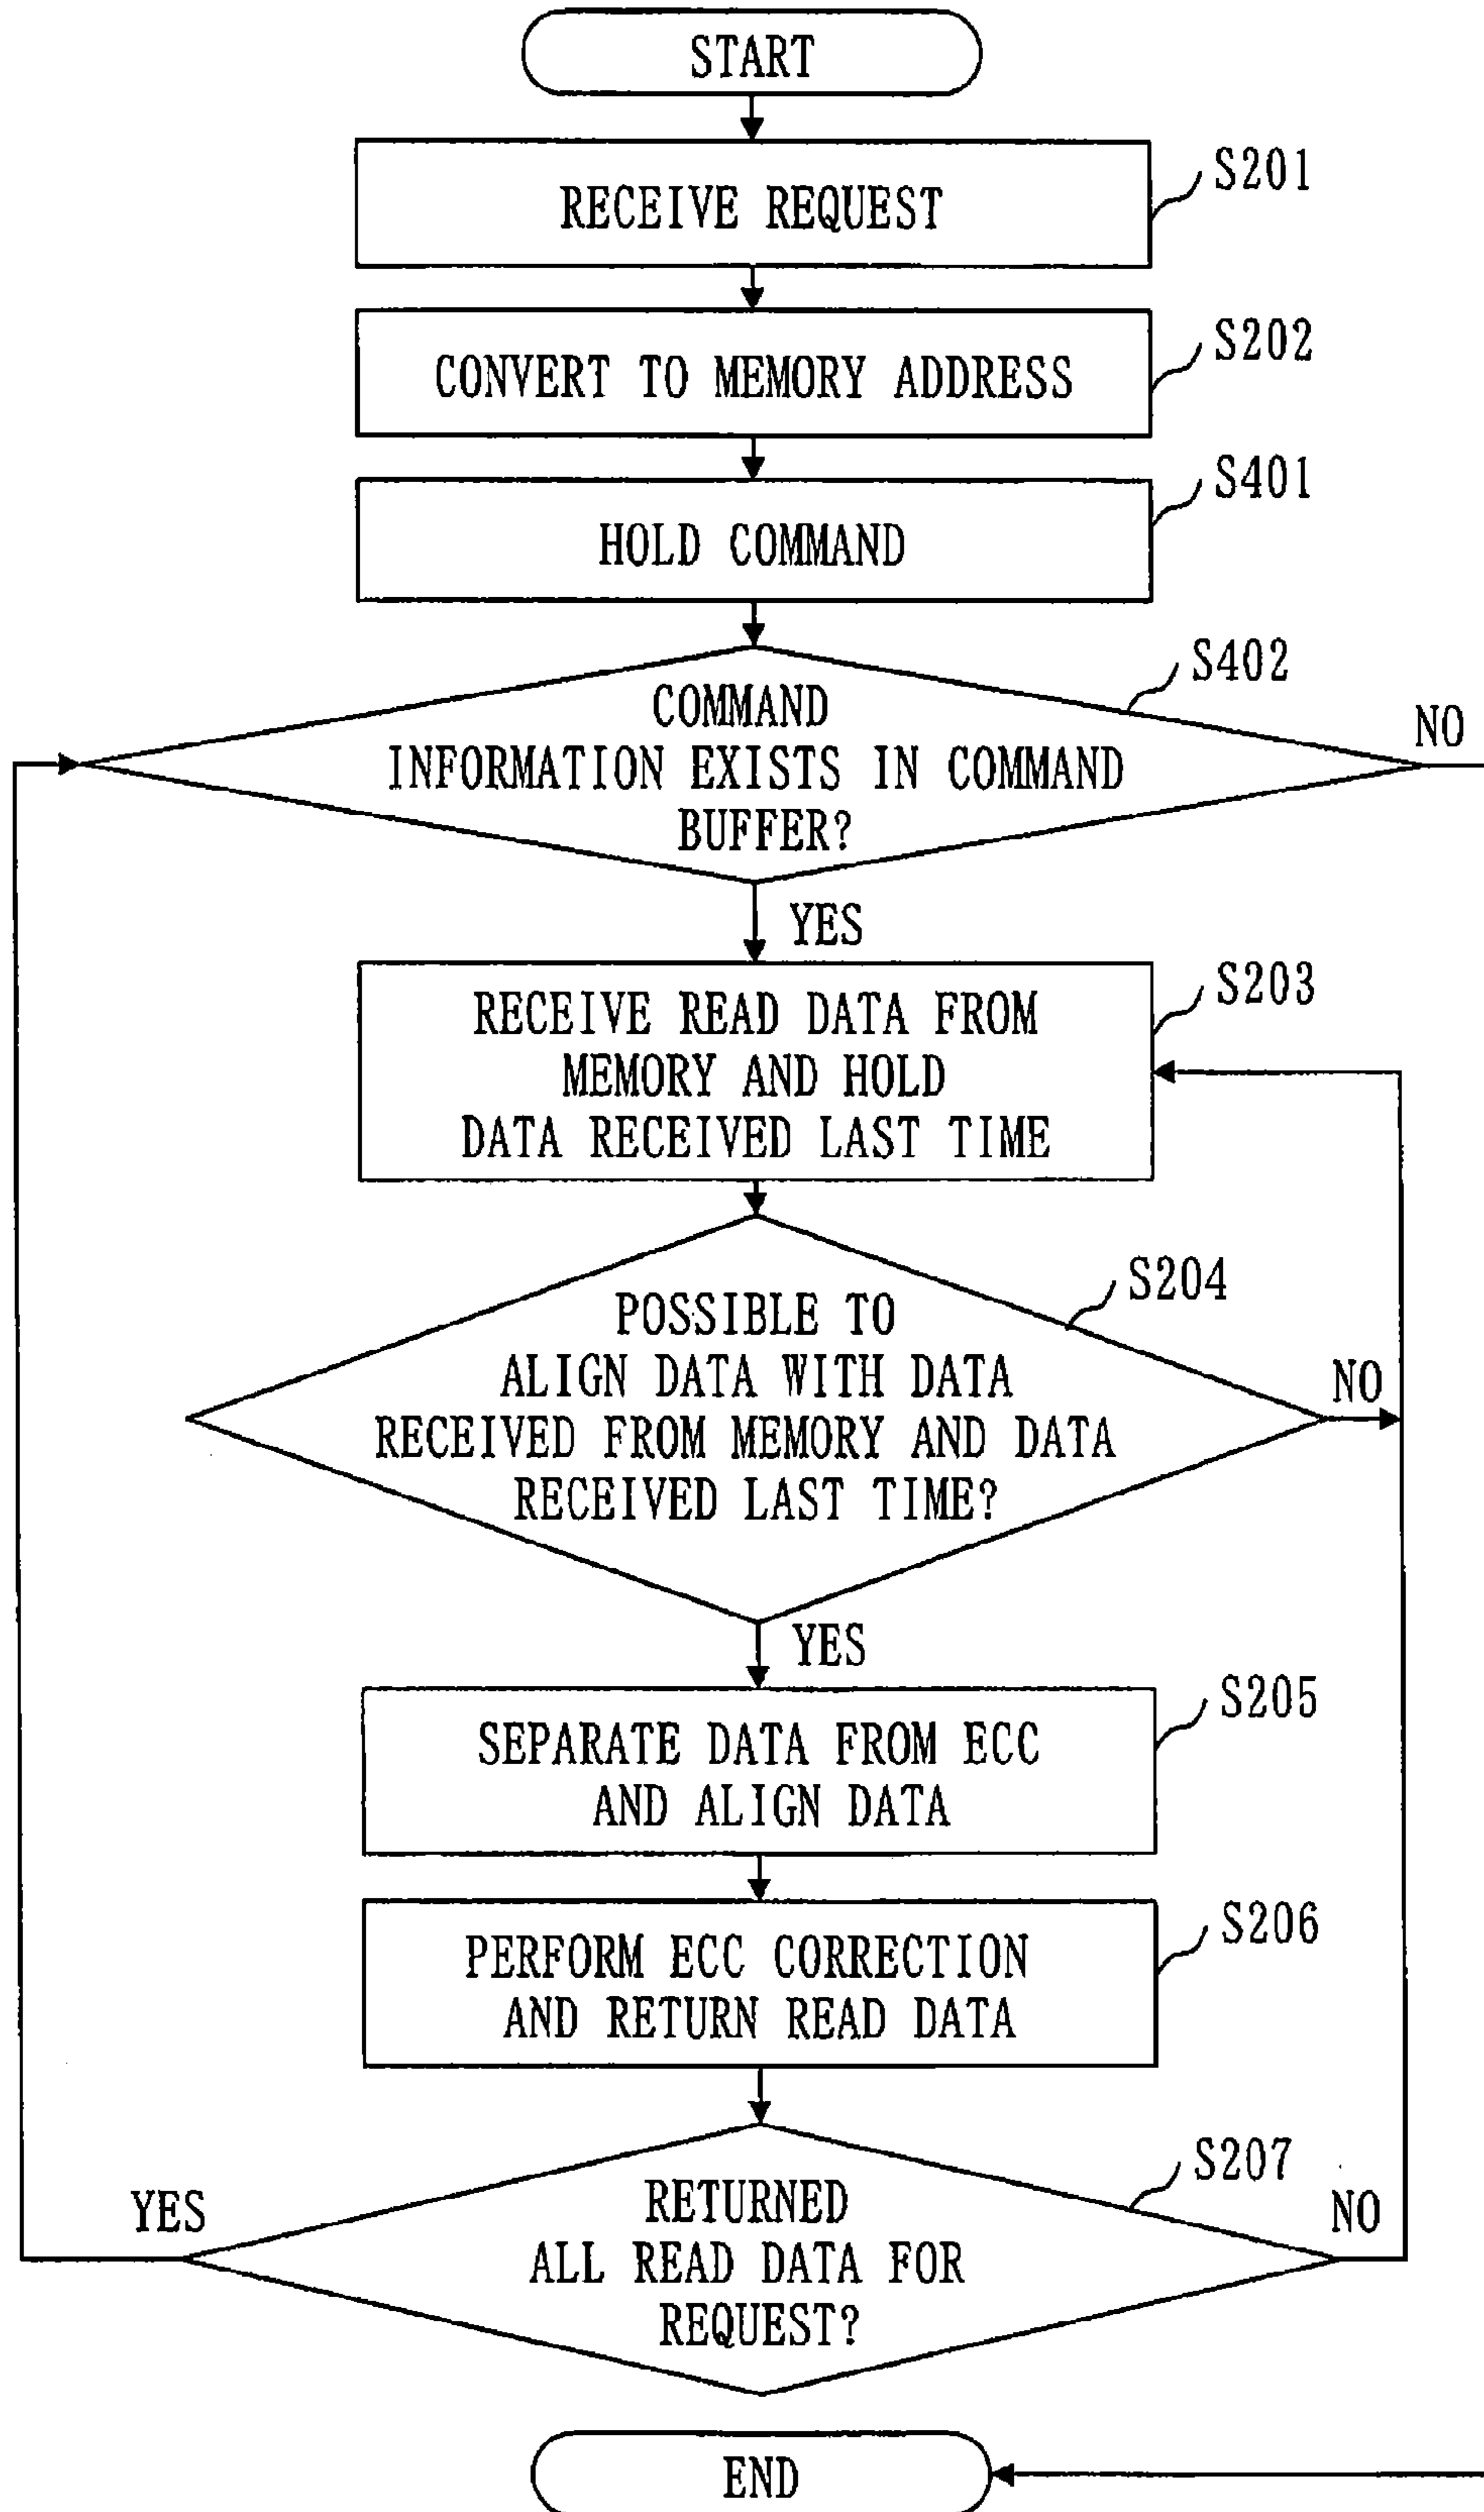 START
S201
RECEIVE REQUEST
S202
CONVERT TO MEMORY ADDRESS
S401
HOLD COMMAND
S402
COMMAND
INFORMATION EXISTS IN COMMAND
BUFFER?
NO
YES
S203
RECEIVE READ DATA FROM
MEMORY AND HOLD
DATA RECEIVED LAST TIME
S204
POSSIBLE TO
ALIGN DATA WITH DATA
RECEIVED FROM MEMORY AND DATA
RECEIVED LAST TIME?
NO
YES
S205
SEPARATE DATA FROM ECC
AND ALIGN DATA
S206
PERFORM ECC CORRECTION
AND RETURN READ DATA
S207
YES
RETURNED
ALL READ DATA FOR
REQUEST?
NO
END